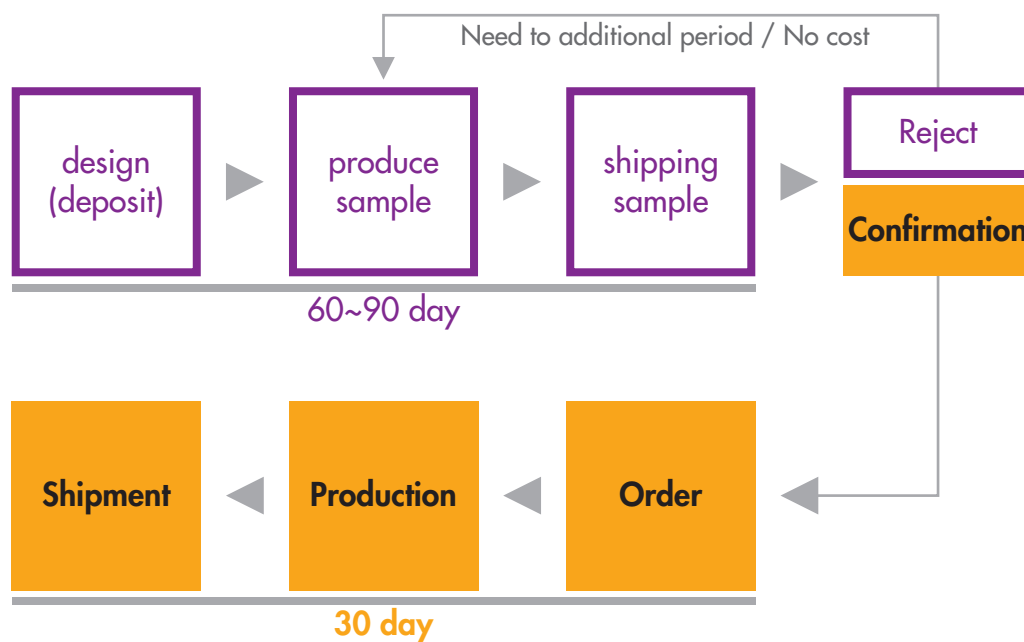 Need to additional period / No cost
design
(deposit)
produce
sample
shipping
sample
Reject
Confirmation
60~90 day
Shipment
Production
Order
30 day